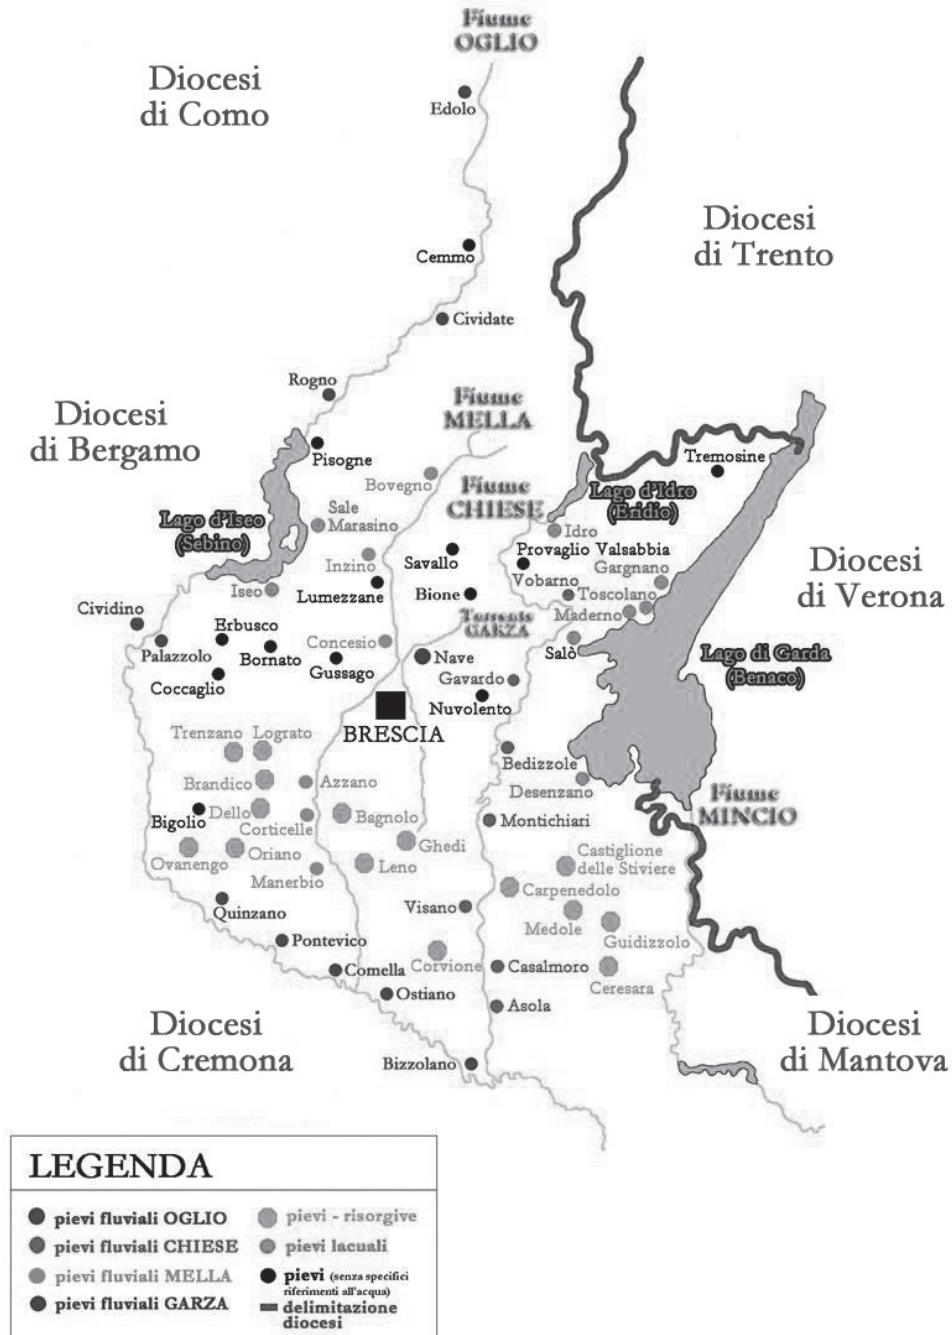 Fiume
OGLIO
Diocesi
di Como
Edolo
Diocesi
di Trento
Cemmo
Cividate
Rogno
Diocesi
di Bergamo
Fiume
MELLA
Pisogne
Tremosine
Bovegno
Fiume
CHIESE
Lago d'Idro
(Eridio)
Lago d'Iseo
(Sebino)
Sale
Marasino
Idro
Provaglio Valsabbia
Inzino
Savallo
Gargnano
Diocesi
di Verona
Vobarno
Iseo
Lumezzane
Bione
Toscolano
Maderno
Cividino
Erbusco
Torrente
GARZA
Palazzolo
Bornato
Concesio
Gussago
Nave
Salò
Lago di Garda
(Benaco)
Coccaglio
Gavardo
Nuvolento
BRESCIA
Trenzano
Lograto
Bedizzole
Brandico
Azzano
Desenzano
Fiume
MINCIO
Bigolio
Dello
Corticelle
Bagnolo
Montichiari
Ghedi
Ovanengo
Oriano
Leno
Castiglione
delle Stiviere
Manerbio
Carpenedolo
Quinzano
Visano
Medole
Guidizzolo
Pontevico
Corvione
Casalmoro
Comella
Ceresara
Ostiano
Asola
Diocesi
di Cremona
Diocesi
di Mantova
Bizzolano
LEGENDA
pievi fluviali OGLIO
pievi fluviali CHIESE
pievi fluviali MELLA
pievi fluviali GARZA
pievi - risorgive
pievi lacuali
pievi (senza specifici
riferimenti all'acqua)
delimitazione
diocesi